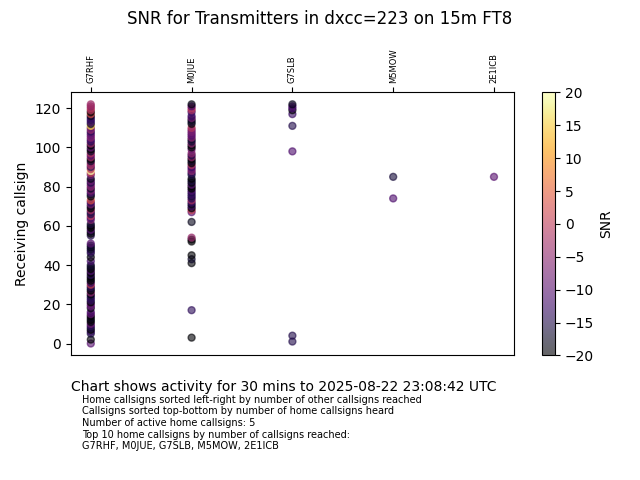 SNR for Transmitters in dxcc=223 on 15m FT8
G7RHF M0JUE G7SLB M5MOW 2E1ICB
120
100
80
60
40
20
0
Receiving callsign
20
15
10
5
0
−5
−10
−15
−20
SNR
Chart shows activity for 30 mins to 2025-08-22 23:08:42 UTC
Home callsigns sorted left-right by number of other callsigns reached
Callsigns sorted top-bottom by number of home callsigns heard
Number of active home callsigns: 5
Top 10 home callsigns by number of callsigns reached:
G7RHF, M0JUE, G7SLB, M5MOW, 2E1ICB